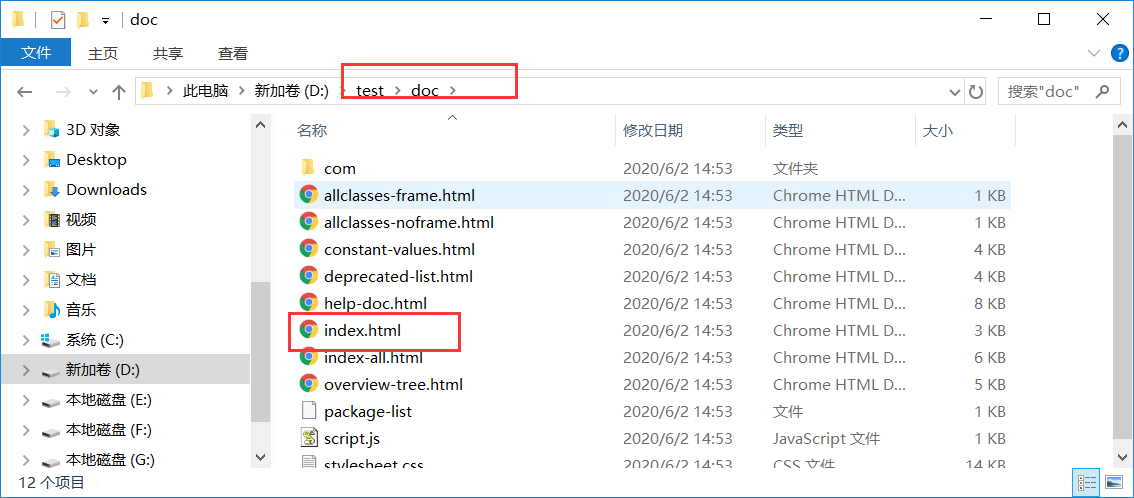 doc
文件 主页 共享 查看
此电脑 新加卷 (D:) test doc 搜索"doc"
3D 对象
Desktop
Downloads
视频
图片
文档
音乐
系统 (C:)
新加卷 (D:)
本地磁盘 (E:)
本地磁盘 (F:)
本地磁盘 (G:)
名称 修改日期 类型 大小
com 2020/6/2 14:53 文件夹
allclasses-frame.html 2020/6/2 14:53 Chrome HTML D... 1 KB
allclasses-noframe.html 2020/6/2 14:53 Chrome HTML D... 1 KB
constant-values.html 2020/6/2 14:53 Chrome HTML D... 4 KB
deprecated-list.html 2020/6/2 14:53 Chrome HTML D... 4 KB
help-doc.html 2020/6/2 14:53 Chrome HTML D... 8 KB
index.html 2020/6/2 14:53 Chrome HTML D... 3 KB
index-all.html 2020/6/2 14:53 Chrome HTML D... 6 KB
overview-tree.html 2020/6/2 14:53 Chrome HTML D... 5 KB
package-list 2020/6/2 14:53 文件 1 KB
script.js 2020/6/2 14:53 JavaScript 文件 1 KB
stylesheet.css 2020/6/2 14:53 CSS 文件 14 KB
12 个项目